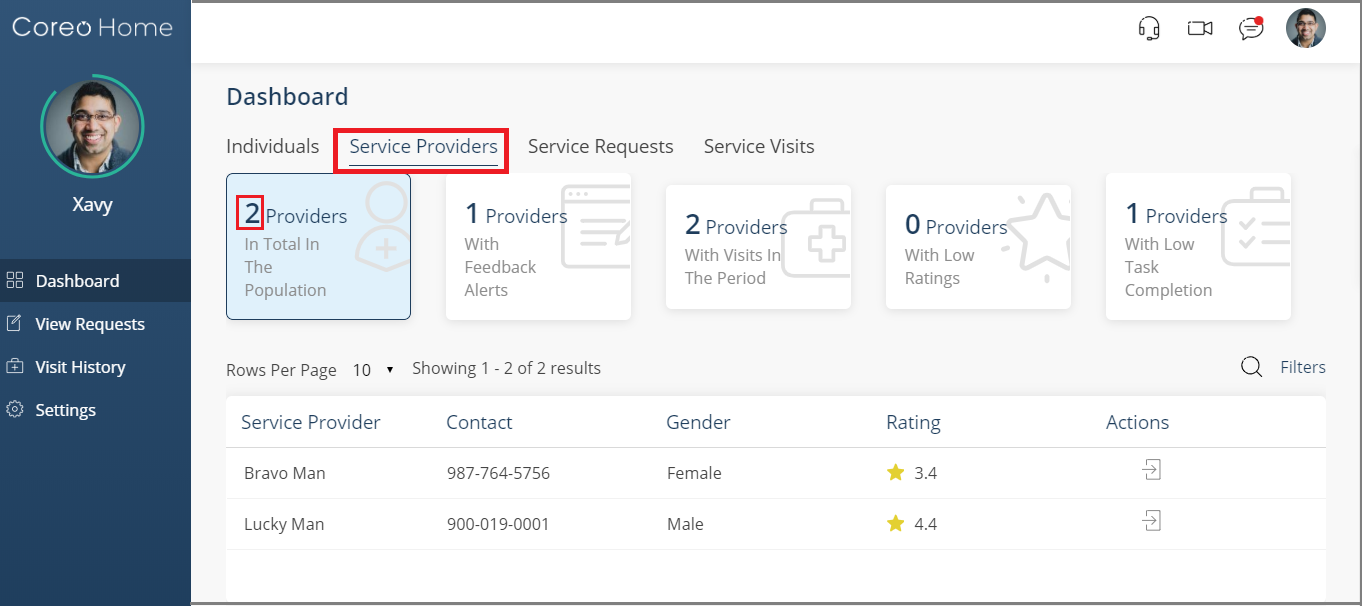 Coreo Home
Xavy
Dashboard
View Requests
Visit History
Settings
Dashboard
Individuals
Service Providers
Service Requests
Service Visits
2 Providers
In Total In
The
Population
1 Providers
With
Feedback
Alerts
2 Providers
With Visits In
The Period
0 Providers
With Low
Ratings
1 Providers
With Low
Task
Completion
Rows Per Page 10 ▼ Showing 1 - 2 of 2 results
Filters
Service Provider Contact Gender Rating Actions
Bravo Man 987-764-5756 Female 3.4
Lucky Man 900-019-0001 Male 4.4